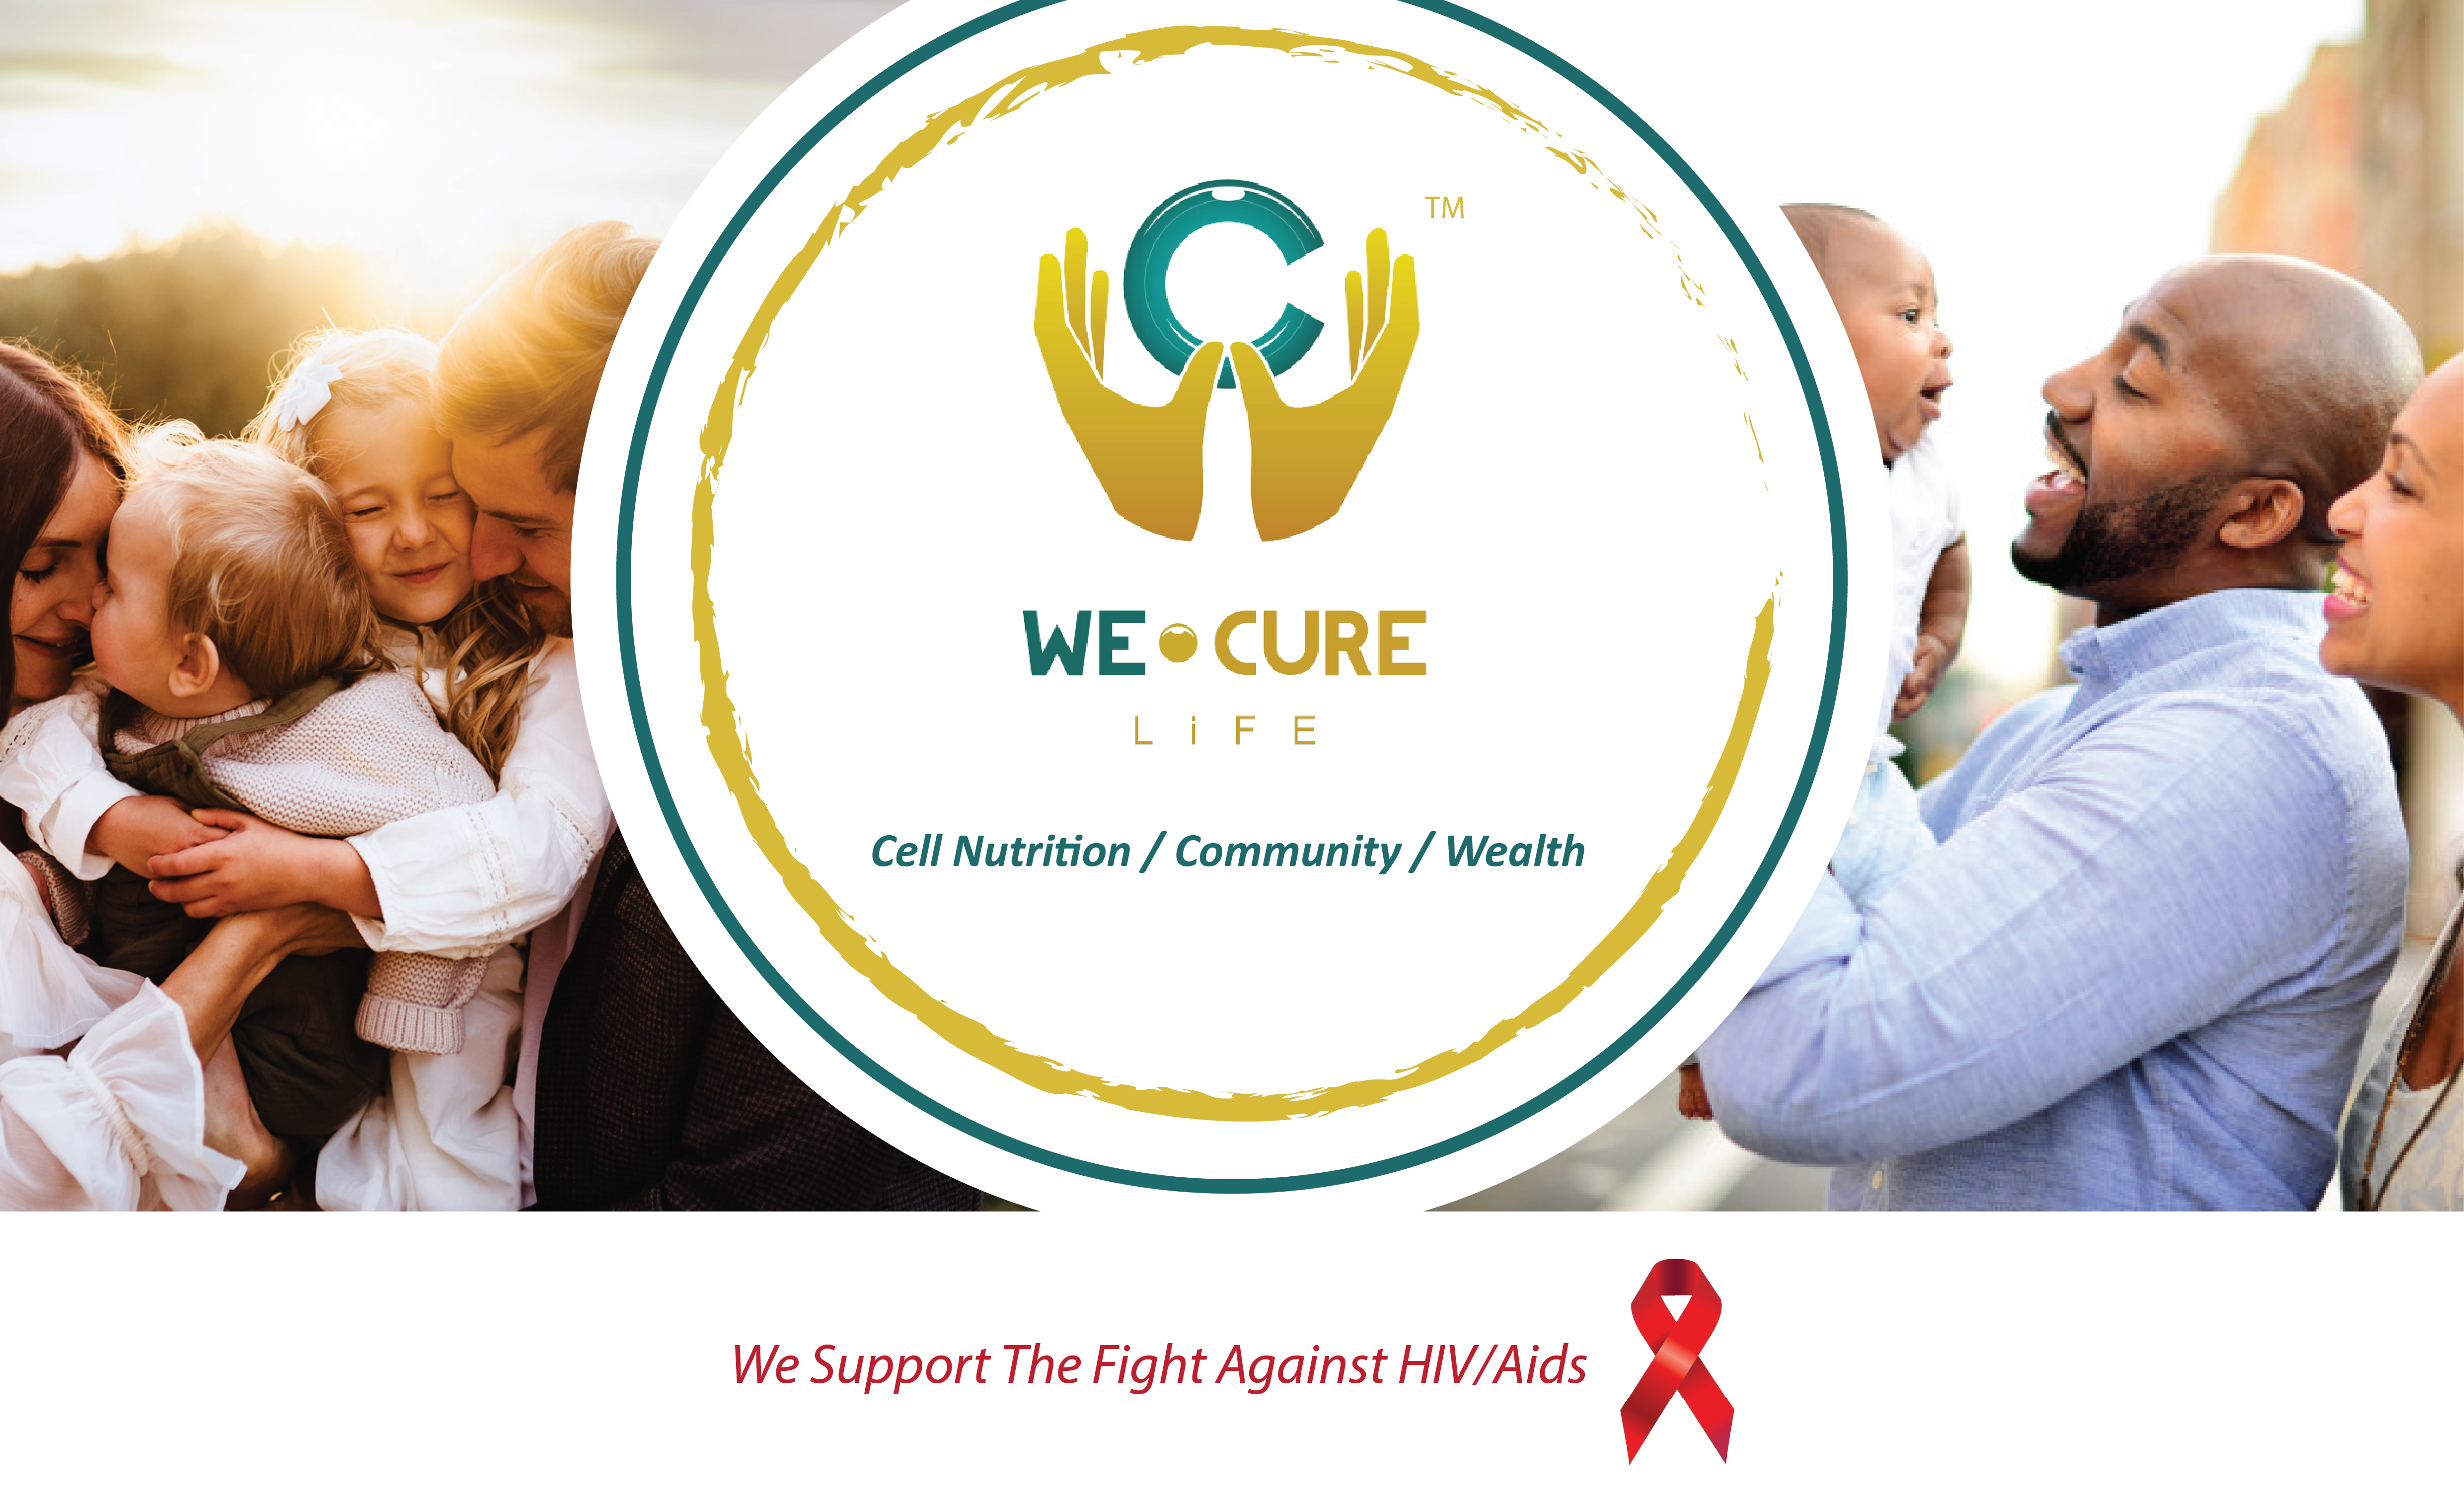 C
TM
WE CURE
LiFE
Cell Nutrition / Community / Wealth
We Support The Fight Against HIV/Aids